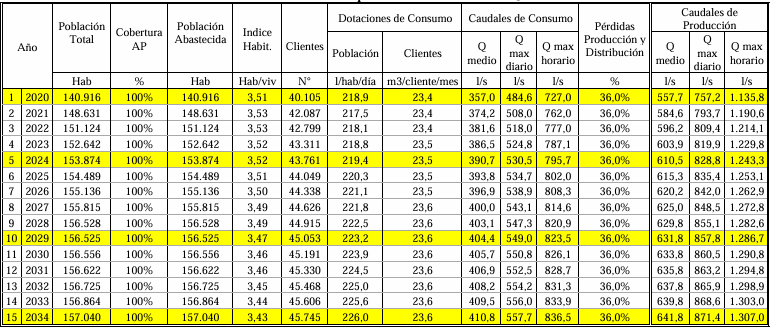 Año Población Total Cobertura AP Población Abastecida Indice Habit. Clientes Dotaciones de Consumo Caudales de Consumo Pérdidas Producción y Distribución Caudales de Producción
Población Clientes Q medio Q max diario Q max horario Q medio Q max diario Q max horario
Hab % Hab Hab/viv N° l/hab/día m3/cliente/mes l/s l/s l/s % l/s l/s l/s
1 2020 140.916 100% 140.916 3,51 40.105 218,9 23,4 357,0 484,6 727,0 36,0% 557,7 757,2 1.135,8
2 2021 148.631 100% 148.631 3,53 42.087 217,5 23,4 374,2 508,0 762,0 36,0% 584,6 793,7 1.190,6
3 2022 151.124 100% 151.124 3,53 42.799 218,1 23,4 381,6 518,0 777,0 36,0% 596,2 809,4 1.214,1
4 2023 152.642 100% 152.642 3,52 43.311 218,8 23,5 386,5 524,8 787,1 36,0% 603,9 819,9 1.229,8
5 2024 153.874 100% 153.874 3,52 43.761 219,4 23,5 390,7 530,5 795,7 36,0% 610,5 828,8 1.243,3
6 2025 154.489 100% 154.489 3,51 44.049 220,3 23,5 393,8 534,7 802,0 36,0% 615,3 835,4 1.253,1
7 2026 155.136 100% 155.136 3,50 44.338 221,1 23,6 396,9 538,9 808,3 36,0% 620,2 842,0 1.262,9
8 2027 155.815 100% 155.815 3,49 44.626 221,8 23,6 400,0 543,1 814,6 36,0% 625,0 848,5 1.272,8
9 2028 156.528 100% 156.528 3,49 44.915 222,5 23,6 403,1 547,3 820,9 36,0% 629,8 855,1 1.282,6
10 2029 156.525 100% 156.525 3,47 45.053 223,2 23,6 404,4 549,0 823,5 36,0% 631,8 857,8 1.286,7
11 2030 156.556 100% 156.556 3,46 45.191 223,9 23,6 405,7 550,8 826,1 36,0% 633,8 860,5 1.290,8
12 2031 156.622 100% 156.622 3,46 45.330 224,5 23,6 406,9 552,5 828,7 36,0% 635,8 863,2 1.294,8
13 2032 156.725 100% 156.725 3,45 45.468 225,0 23,6 408,2 554,2 831,3 36,0% 637,8 865,9 1.298,9
14 2033 156.864 100% 156.864 3,44 45.606 225,6 23,6 409,5 556,0 833,9 36,0% 639,8 868,6 1.303,0
15 2034 157.040 100% 157.040 3,43 45.745 226,0 23,6 410,8 557,7 836,5 36,0% 641,8 871,4 1.307,0